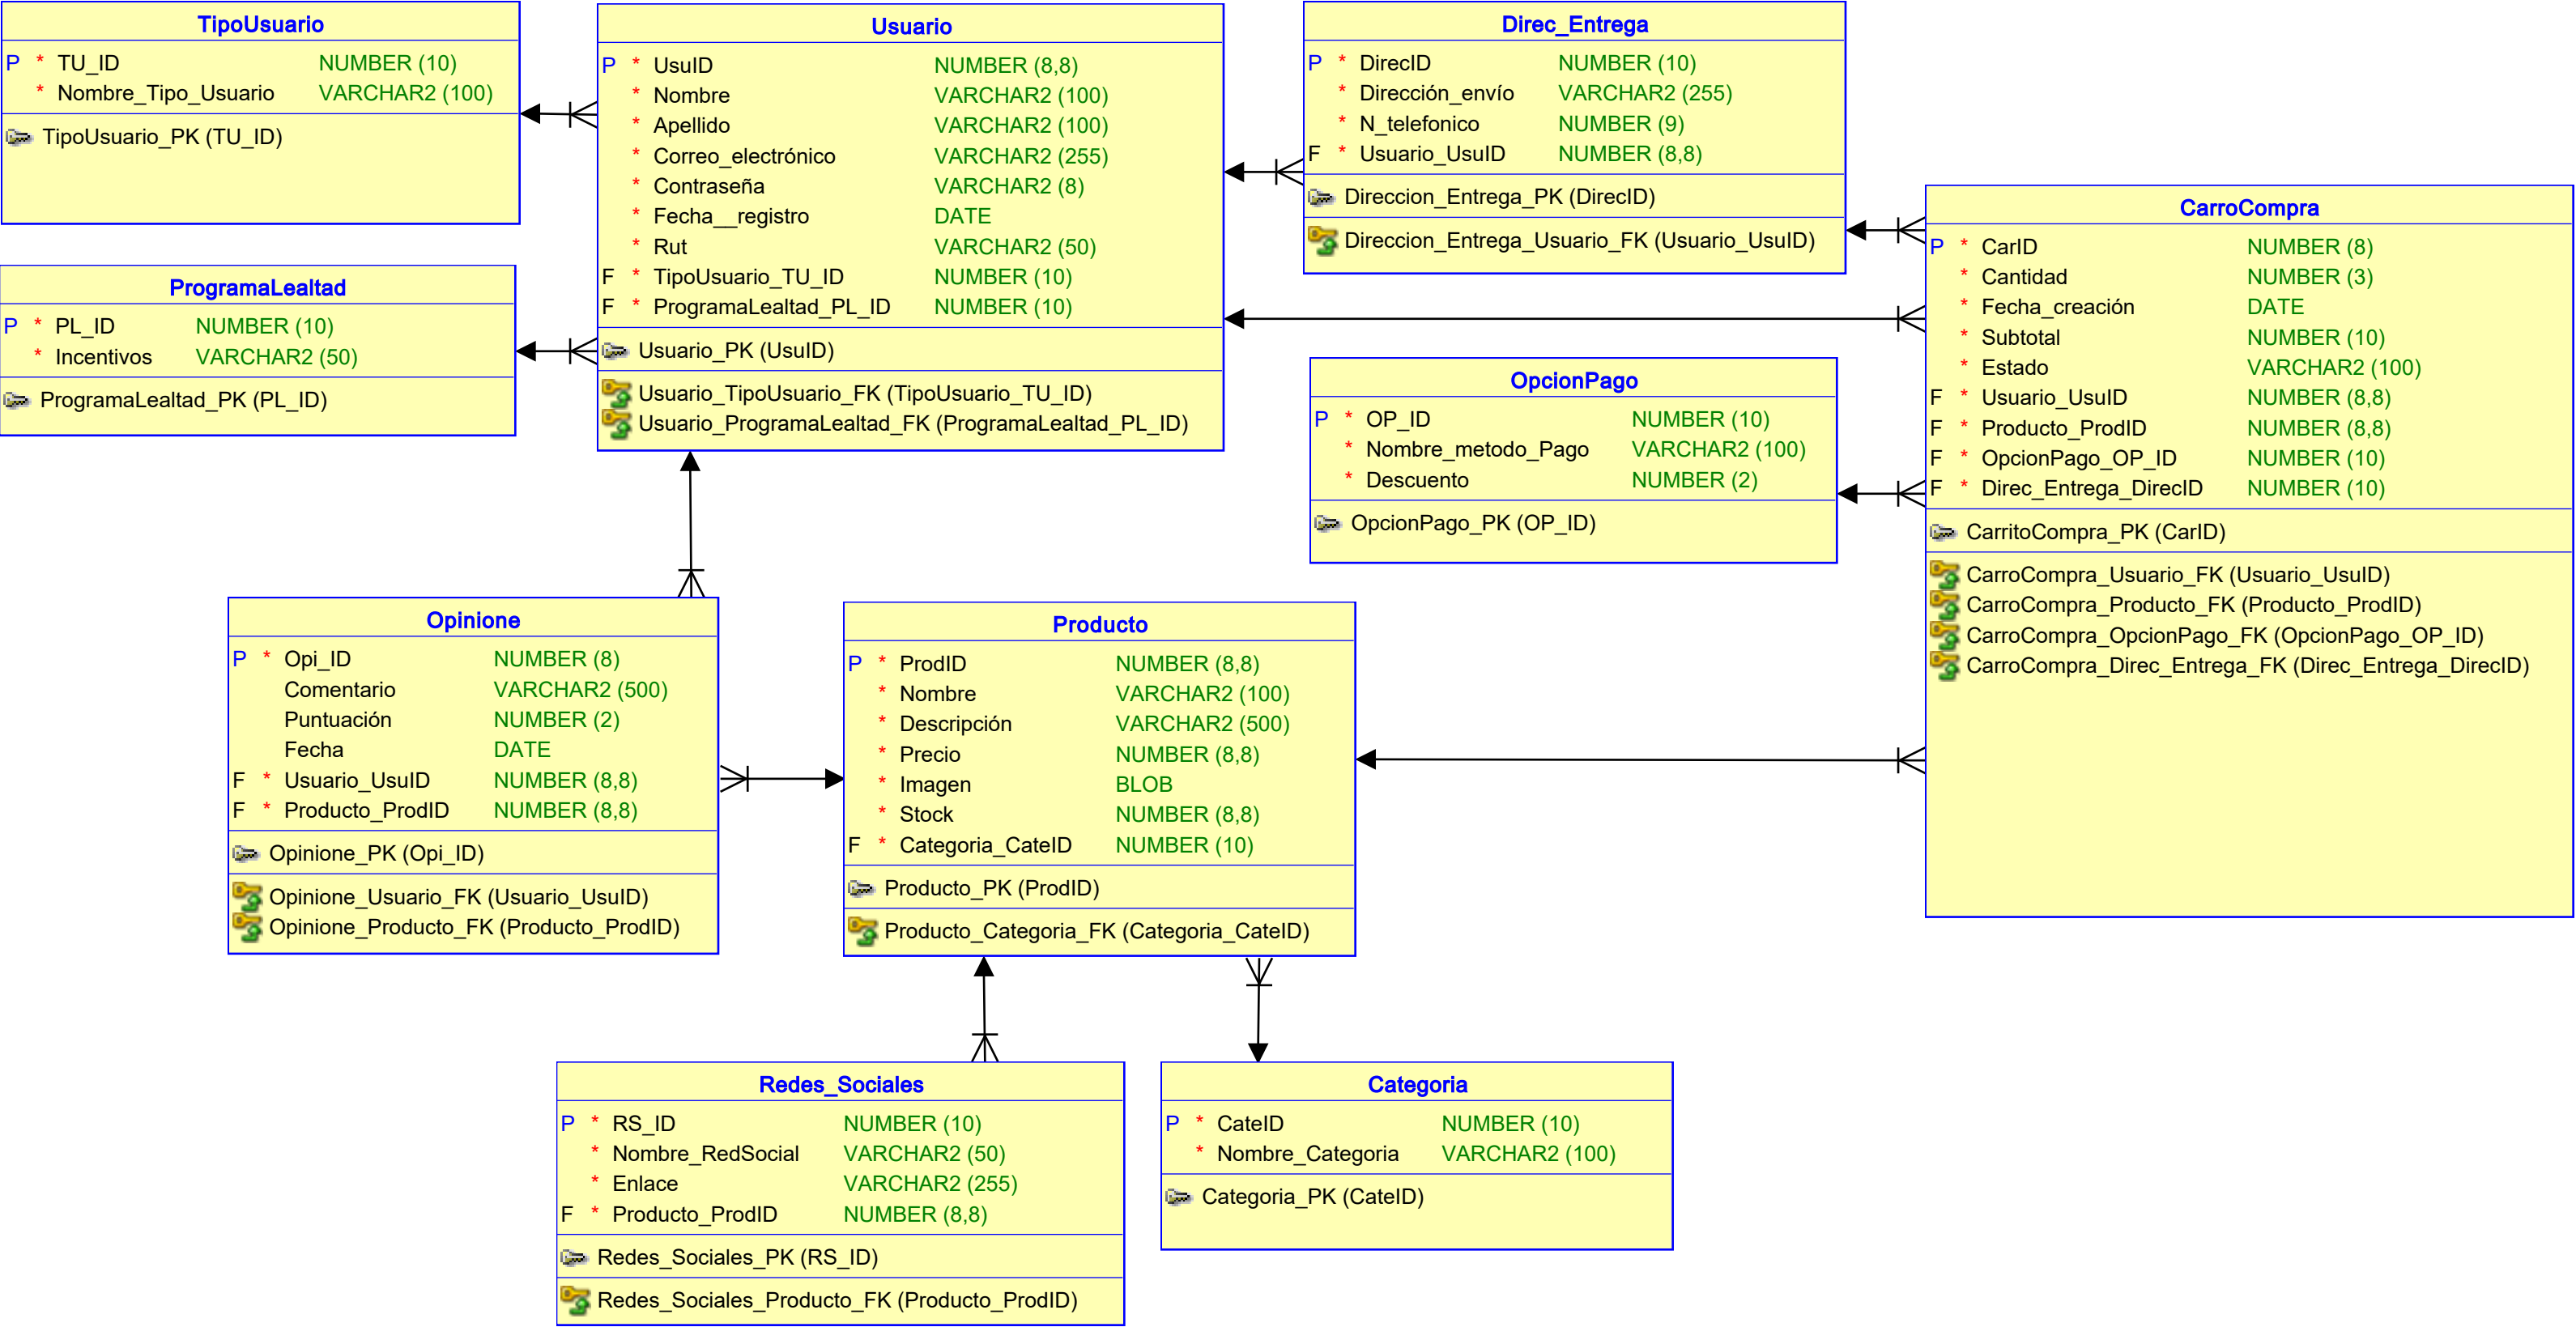 TipoUsuario
P * TU_ID NUMBER (10)
* Nombre_Tipo_Usuario VARCHAR2 (100)
TipoUsuario_PK (TU_ID)
ProgramaLealtad
P * PL_ID NUMBER (10)
* Incentivos VARCHAR2 (50)
ProgramaLealtad_PK (PL_ID)
Usuario
P * UsuID NUMBER (8,8)
* Nombre VARCHAR2 (100)
* Apellido VARCHAR2 (100)
* Correo_electrónico VARCHAR2 (255)
* Contraseña VARCHAR2 (8)
* Fecha__registro DATE
* Rut VARCHAR2 (50)
F * TipoUsuario_TU_ID NUMBER (10)
F * ProgramaLealtad_PL_ID NUMBER (10)
Usuario_PK (UsuID)
Usuario_TipoUsuario_FK (TipoUsuario_TU_ID)
Usuario_ProgramaLealtad_FK (ProgramaLealtad_PL_ID)
Direc_Entrega
P * DirecID NUMBER (10)
* Dirección_envío VARCHAR2 (255)
* N_telefonico NUMBER (9)
F * Usuario_UsuID NUMBER (8,8)
Direccion_Entrega_PK (DirecID)
Direccion_Entrega_Usuario_FK (Usuario_UsuID)
CarroCompra
P * CarID NUMBER (8)
* Cantidad NUMBER (3)
* Fecha_creación DATE
* Subtotal NUMBER (10)
* Estado VARCHAR2 (100)
F * Usuario_UsuID NUMBER (8,8)
F * Producto_ProdID NUMBER (8,8)
F * OpcionPago_OP_ID NUMBER (10)
F * Direc_Entrega_DirecID NUMBER (10)
CarritoCompra_PK (CarID)
CarroCompra_Usuario_FK (Usuario_UsuID)
CarroCompra_Producto_FK (Producto_ProdID)
CarroCompra_OpcionPago_FK (OpcionPago_OP_ID)
CarroCompra_Direc_Entrega_FK (Direc_Entrega_DirecID)
OpcionPago
P * OP_ID NUMBER (10)
* Nombre_metodo_Pago VARCHAR2 (100)
* Descuento NUMBER (2)
OpcionPago_PK (OP_ID)
Opinione
P * Opi_ID NUMBER (8)
Comentario VARCHAR2 (500)
Puntuación NUMBER (2)
Fecha DATE
F * Usuario_UsuID NUMBER (8,8)
F * Producto_ProdID NUMBER (8,8)
Opinione_PK (Opi_ID)
Opinione_Usuario_FK (Usuario_UsuID)
Opinione_Producto_FK (Producto_ProdID)
Producto
P * ProdID NUMBER (8,8)
* Nombre VARCHAR2 (100)
* Descripción VARCHAR2 (500)
* Precio NUMBER (8,8)
* Imagen BLOB
* Stock NUMBER (8,8)
F * Categoria_CateID NUMBER (10)
Producto_PK (ProdID)
Producto_Categoria_FK (Categoria_CateID)
Redes_Sociales
P * RS_ID NUMBER (10)
* Nombre_RedSocial VARCHAR2 (50)
* Enlace VARCHAR2 (255)
F * Producto_ProdID NUMBER (8,8)
Redes_Sociales_PK (RS_ID)
Redes_Sociales_Producto_FK (Producto_ProdID)
Categoria
P * CateID NUMBER (10)
* Nombre_Categoria VARCHAR2 (100)
Categoria_PK (CateID)